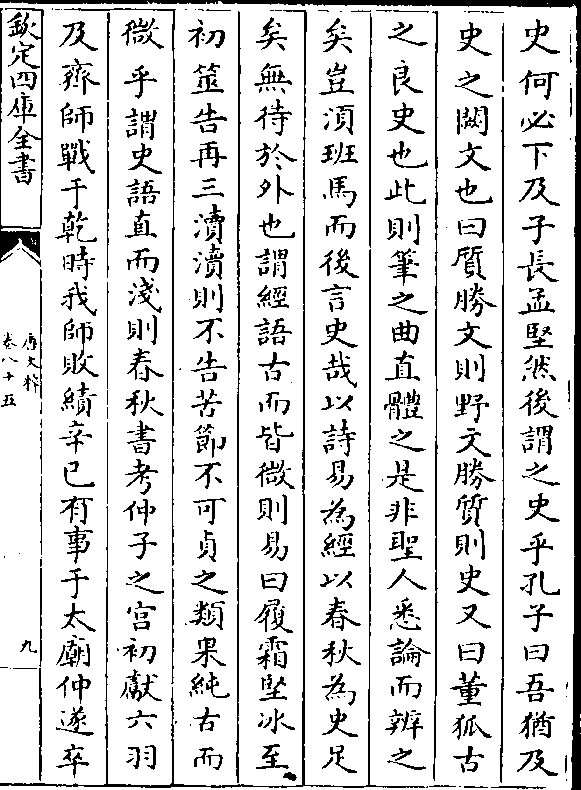 史何必下及子長孟堅然後謂之史乎孔子曰吾猶及
史之闕文也曰質勝文則野文勝質則史又曰董狐古
之良史也此則筆之曲直體之是非聖人悉論而辨之
矣豈湏班馬而後言史哉以詩易為經以春秋為史足
矣無待於外也謂經語古而皆微則易曰履霜堅冰至
初筮告再三瀆瀆則不告苦節不可貞之類果純古而
微乎謂史語直而淺則春秋書考仲子之宮初獻六羽
及齊師戰于乾時我師敗績辛巳有事于太廟仲遂卒
欽定四庫全書
唐文粹
卷八十五
九